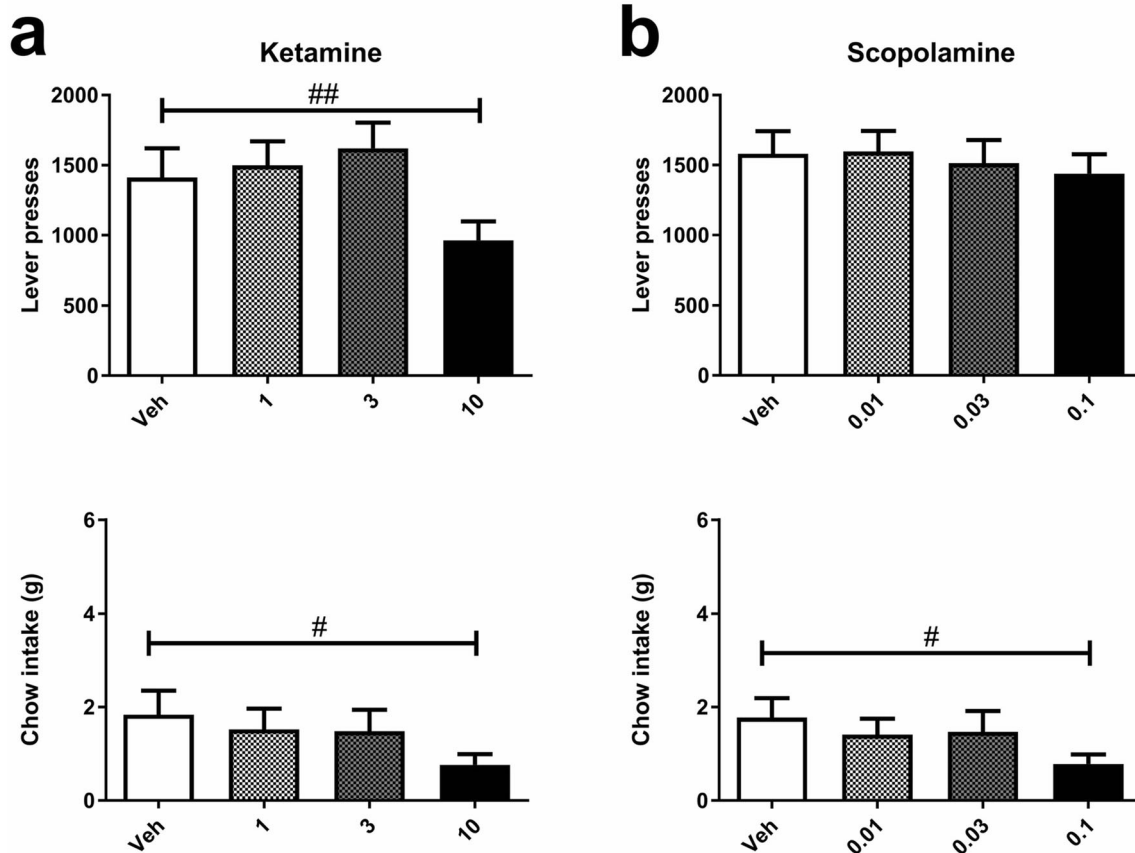 a
Ketamine
Lever presses
2000
1500
1000
500
0
##
Veh
1
3
10
b
Scopolamine
Lever presses
2000
1500
1000
500
0
Veh
0.01
0.03
0.1
Chow intake (g)
6
4
2
0
#
Veh
1
3
10
Chow intake (g)
6
4
2
0
#
Veh
0.01
0.03
0.1